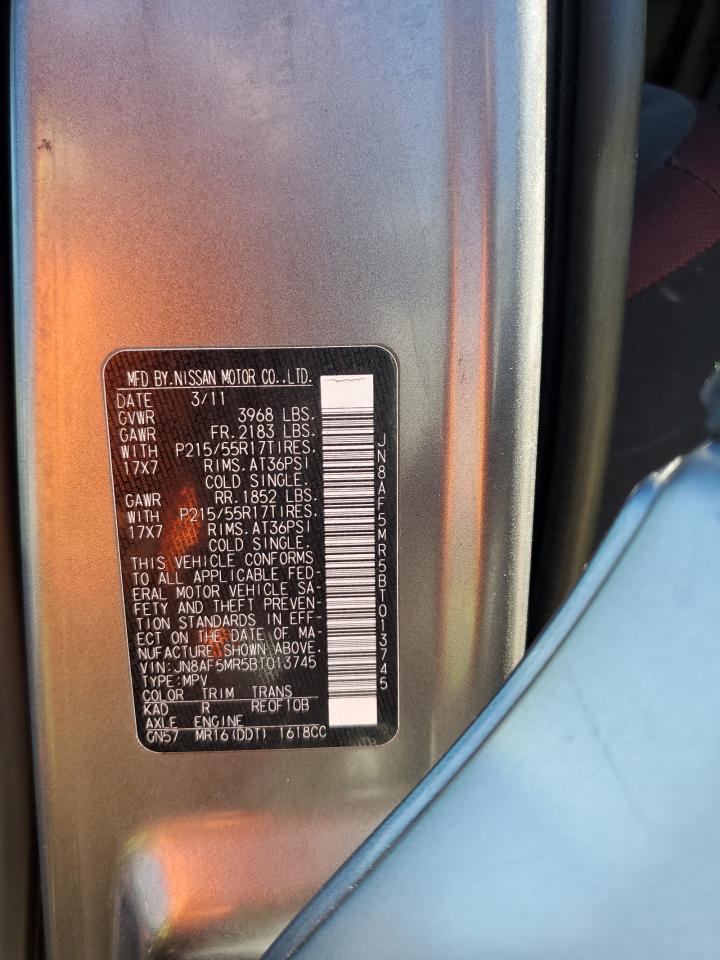 MFD BY.NISSAN MOTOR CO.,LTD.
DATE 3/11
GVWR 3968 LBS.
GAWR FR.2183 LBS.
WITH P215/55R17TIRES.
17X7 RIMS.AT36PSI
COLD SINGLE.
GAWR RR.1852 LBS.
WITH P215/55R17TIRES.
17X7 RIMS.AT36PSI
COLD SINGLE.
THIS VEHICLE CONFORMS
TO ALL APPLICABLE FED-
ERAL MOTOR VEHICLE SA-
FETY AND THEFT PREVEN-
TION STANDARDS IN EFF-
ECT ON THE DATE OF MA-
NUFACTURE SHOWN ABOVE.
VIN:JN8AF5MR5BT013745
TYPE:MPV
COLOR TRIM TRANS
KAD R RE0F10B
AXLE ENGINE
GN57 MR16(DDT) 1618CC
JN8AF5MR5BT013745